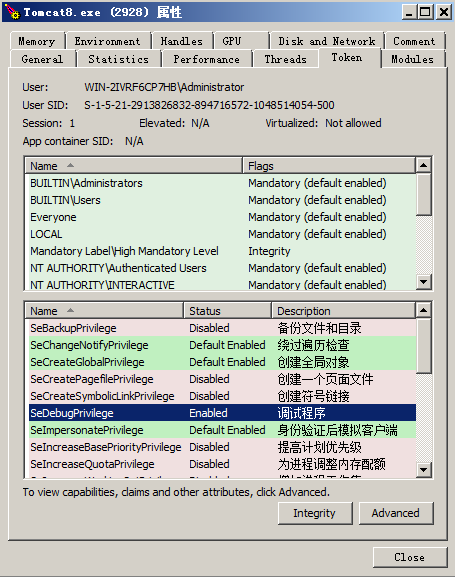 Tomcat8.exe (2928) 属性
Memory Environment Handles GPU Disk and Network Comment
General Statistics Performance Threads Token Modules
User: WIN-2IVRF6CP7HB\Administrator
User SID: S-1-5-21-2913826832-894716572-1048514054-500
Session: 1 Elevated: N/A Virtualized: Not allowed
App container SID: N/A
Name Flags
BUILTIN\Administrators Mandatory (default enabled)
BUILTIN\Users Mandatory (default enabled)
Everyone Mandatory (default enabled)
LOCAL Mandatory (default enabled)
Mandatory Label\High Mandatory Level Integrity
NT AUTHORITY\Authenticated Users Mandatory (default enabled)
NT AUTHORITY\INTERACTIVE Mandatory (default enabled)
Name Status Description
SeBackupPrivilege Disabled 备份文件和目录
SeChangeNotifyPrivilege Default Enabled 绕过遍历检查
SeCreateGlobalPrivilege Default Enabled 创建全局对象
SeCreatePagefilePrivilege Disabled 创建一个页面文件
SeCreateSymbolicLinkPrivilege Disabled 创建符号链接
SeDebugPrivilege Enabled 调试程序
SeImpersonatePrivilege Default Enabled 身份验证后模拟客户端
SeIncreaseBasePriorityPrivilege Disabled 提高计划优先级
SeIncreaseQuotaPrivilege Disabled 为进程调整内存配额
To view capabilities, claims and other attributes, click Advanced.
Integrity Advanced
Close